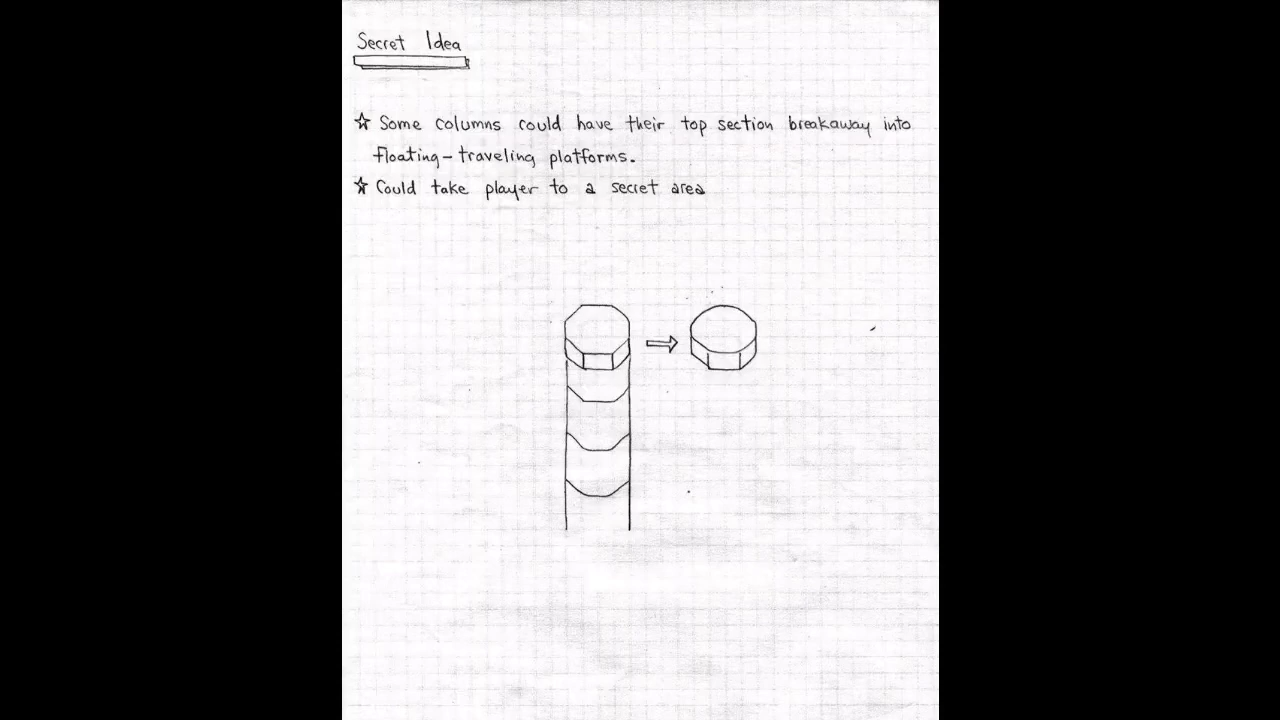 Secret Idea
☆ Some columns could have their top section breakaway into
floating-traveling platforms.
☆ Could take player to a secret area